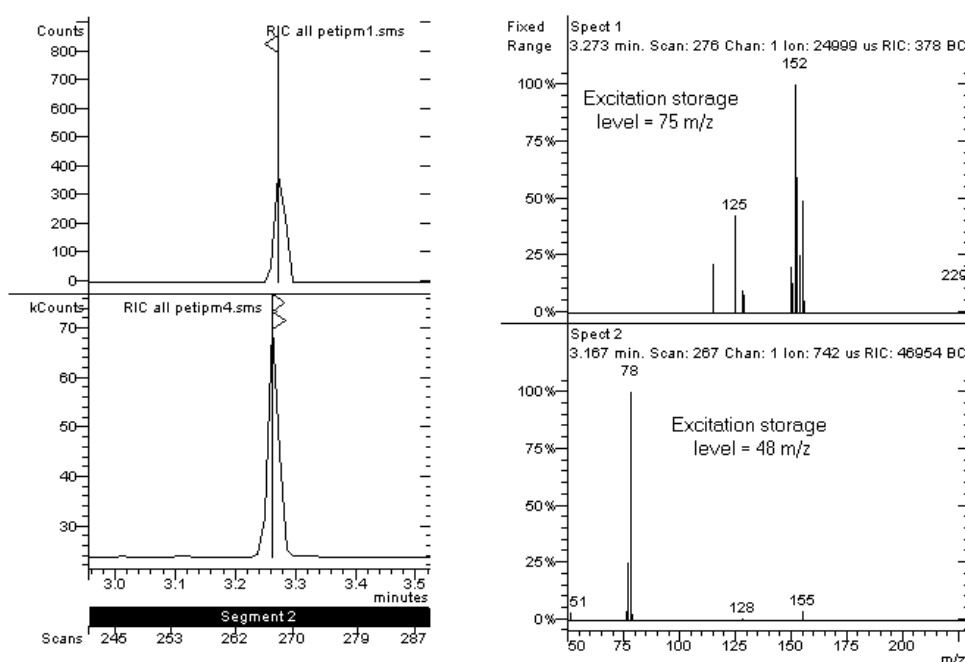 Counts
RIC all petipm1.sms
800
700
600
500
400
300
200
100
0
kCounts
RIC all petipm4.sms
70
60
50
40
30
3.0 3.1 3.2 3.3 3.4 3.5
minutes
Segment 2
Scans 245 253 262 270 279 287
Fixed
Range
Spect 1
3.273 min. Scan: 276 Chan: 1 Ion: 24999 us RIC: 378 BC
152
100%
Excitation storage
level = 75 m/z
75%
50%
125
25%
229
0%
Spect 2
3.167 min. Scan: 267 Chan: 1 Ion: 742 us RIC: 46954 BC
78
100%
Excitation storage
level = 48 m/z
75%
50%
25%
51
128
155
0%
50 75 100 125 150 175 200
m/z